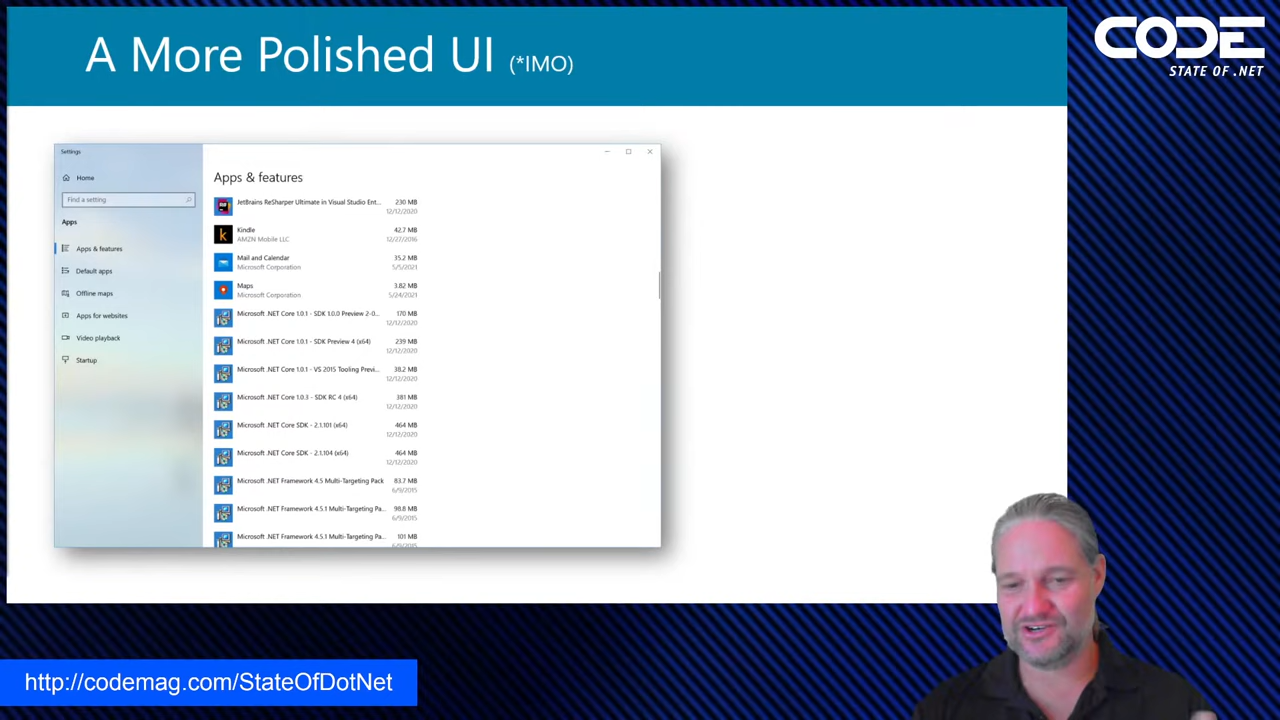 A More Polished UI (*IMO)
CODE
STATE OF .NET
Settings
Home
Find a setting
Apps
Apps & features
Default apps
Offline maps
Apps for websites
Video playback
Startup
Apps & features
JetBrains ReSharper Ultimate in Visual Studio Ent... 230 MB
12/12/2020
Kindle 42.7 MB
AMZN Mobile LLC 12/27/2016
Mail and Calendar 35.2 MB
Microsoft Corporation 5/5/2021
Maps 3.82 MB
Microsoft Corporation 5/24/2021
Microsoft .NET Core 1.0.1 - SDK 1.0.0 Preview 2-0... 170 MB
12/12/2020
Microsoft .NET Core 1.0.1 - SDK Preview 4 (x64) 239 MB
12/12/2020
Microsoft .NET Core 1.0.1 - VS 2015 Tooling Previ... 38.2 MB
12/12/2020
Microsoft .NET Core 1.0.3 - SDK RC 4 (x64) 381 MB
12/12/2020
Microsoft .NET Core SDK - 2.1.101 (x64) 464 MB
12/12/2020
Microsoft .NET Core SDK - 2.1.104 (x64) 464 MB
12/12/2020
Microsoft .NET Framework 4.5 Multi-Targeting Pack 83.7 MB
6/9/2015
Microsoft .NET Framework 4.5.1 Multi-Targeting Pa... 98.8 MB
6/9/2015
Microsoft .NET Framework 4.5.1 Multi-Targeting Pa... 101 MB
6/9/2015
http://codemag.com/StateOfDotNet